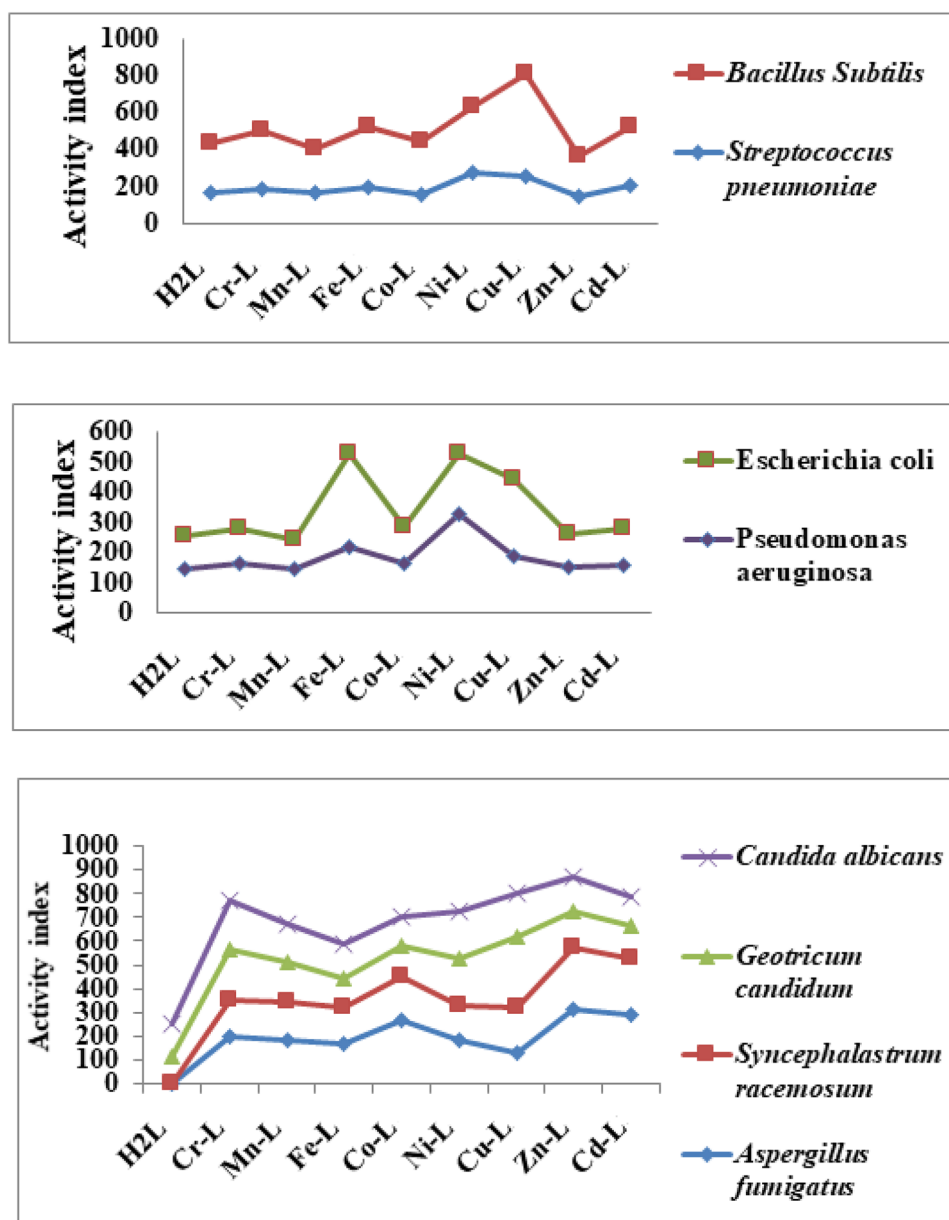 Activity index
1000
800
600
400
200
0
H2L
Cr-L
Mn-L
Fe-L
Co-L
Ni-L
Cu-L
Zn-L
Cd-L
Bacillus Subtilis
Streptococcus
pneumoniae
Activity index
600
500
400
300
200
100
0
H2L
Cr-L
Mn-L
Fe-L
Co-L
Ni-L
Cu-L
Zn-L
Cd-L
Escherichia coli
Pseudomonas
aeruginosa
Activity index
1000
900
800
700
600
500
400
300
200
100
0
H2L
Cr-L
Mn-L
Fe-L
Co-L
Ni-L
Cu-L
Zn-L
Cd-L
Candida albicans
Geotricum
candidum
Syncephalastrum
racemosum
Aspergillus
fumigatus